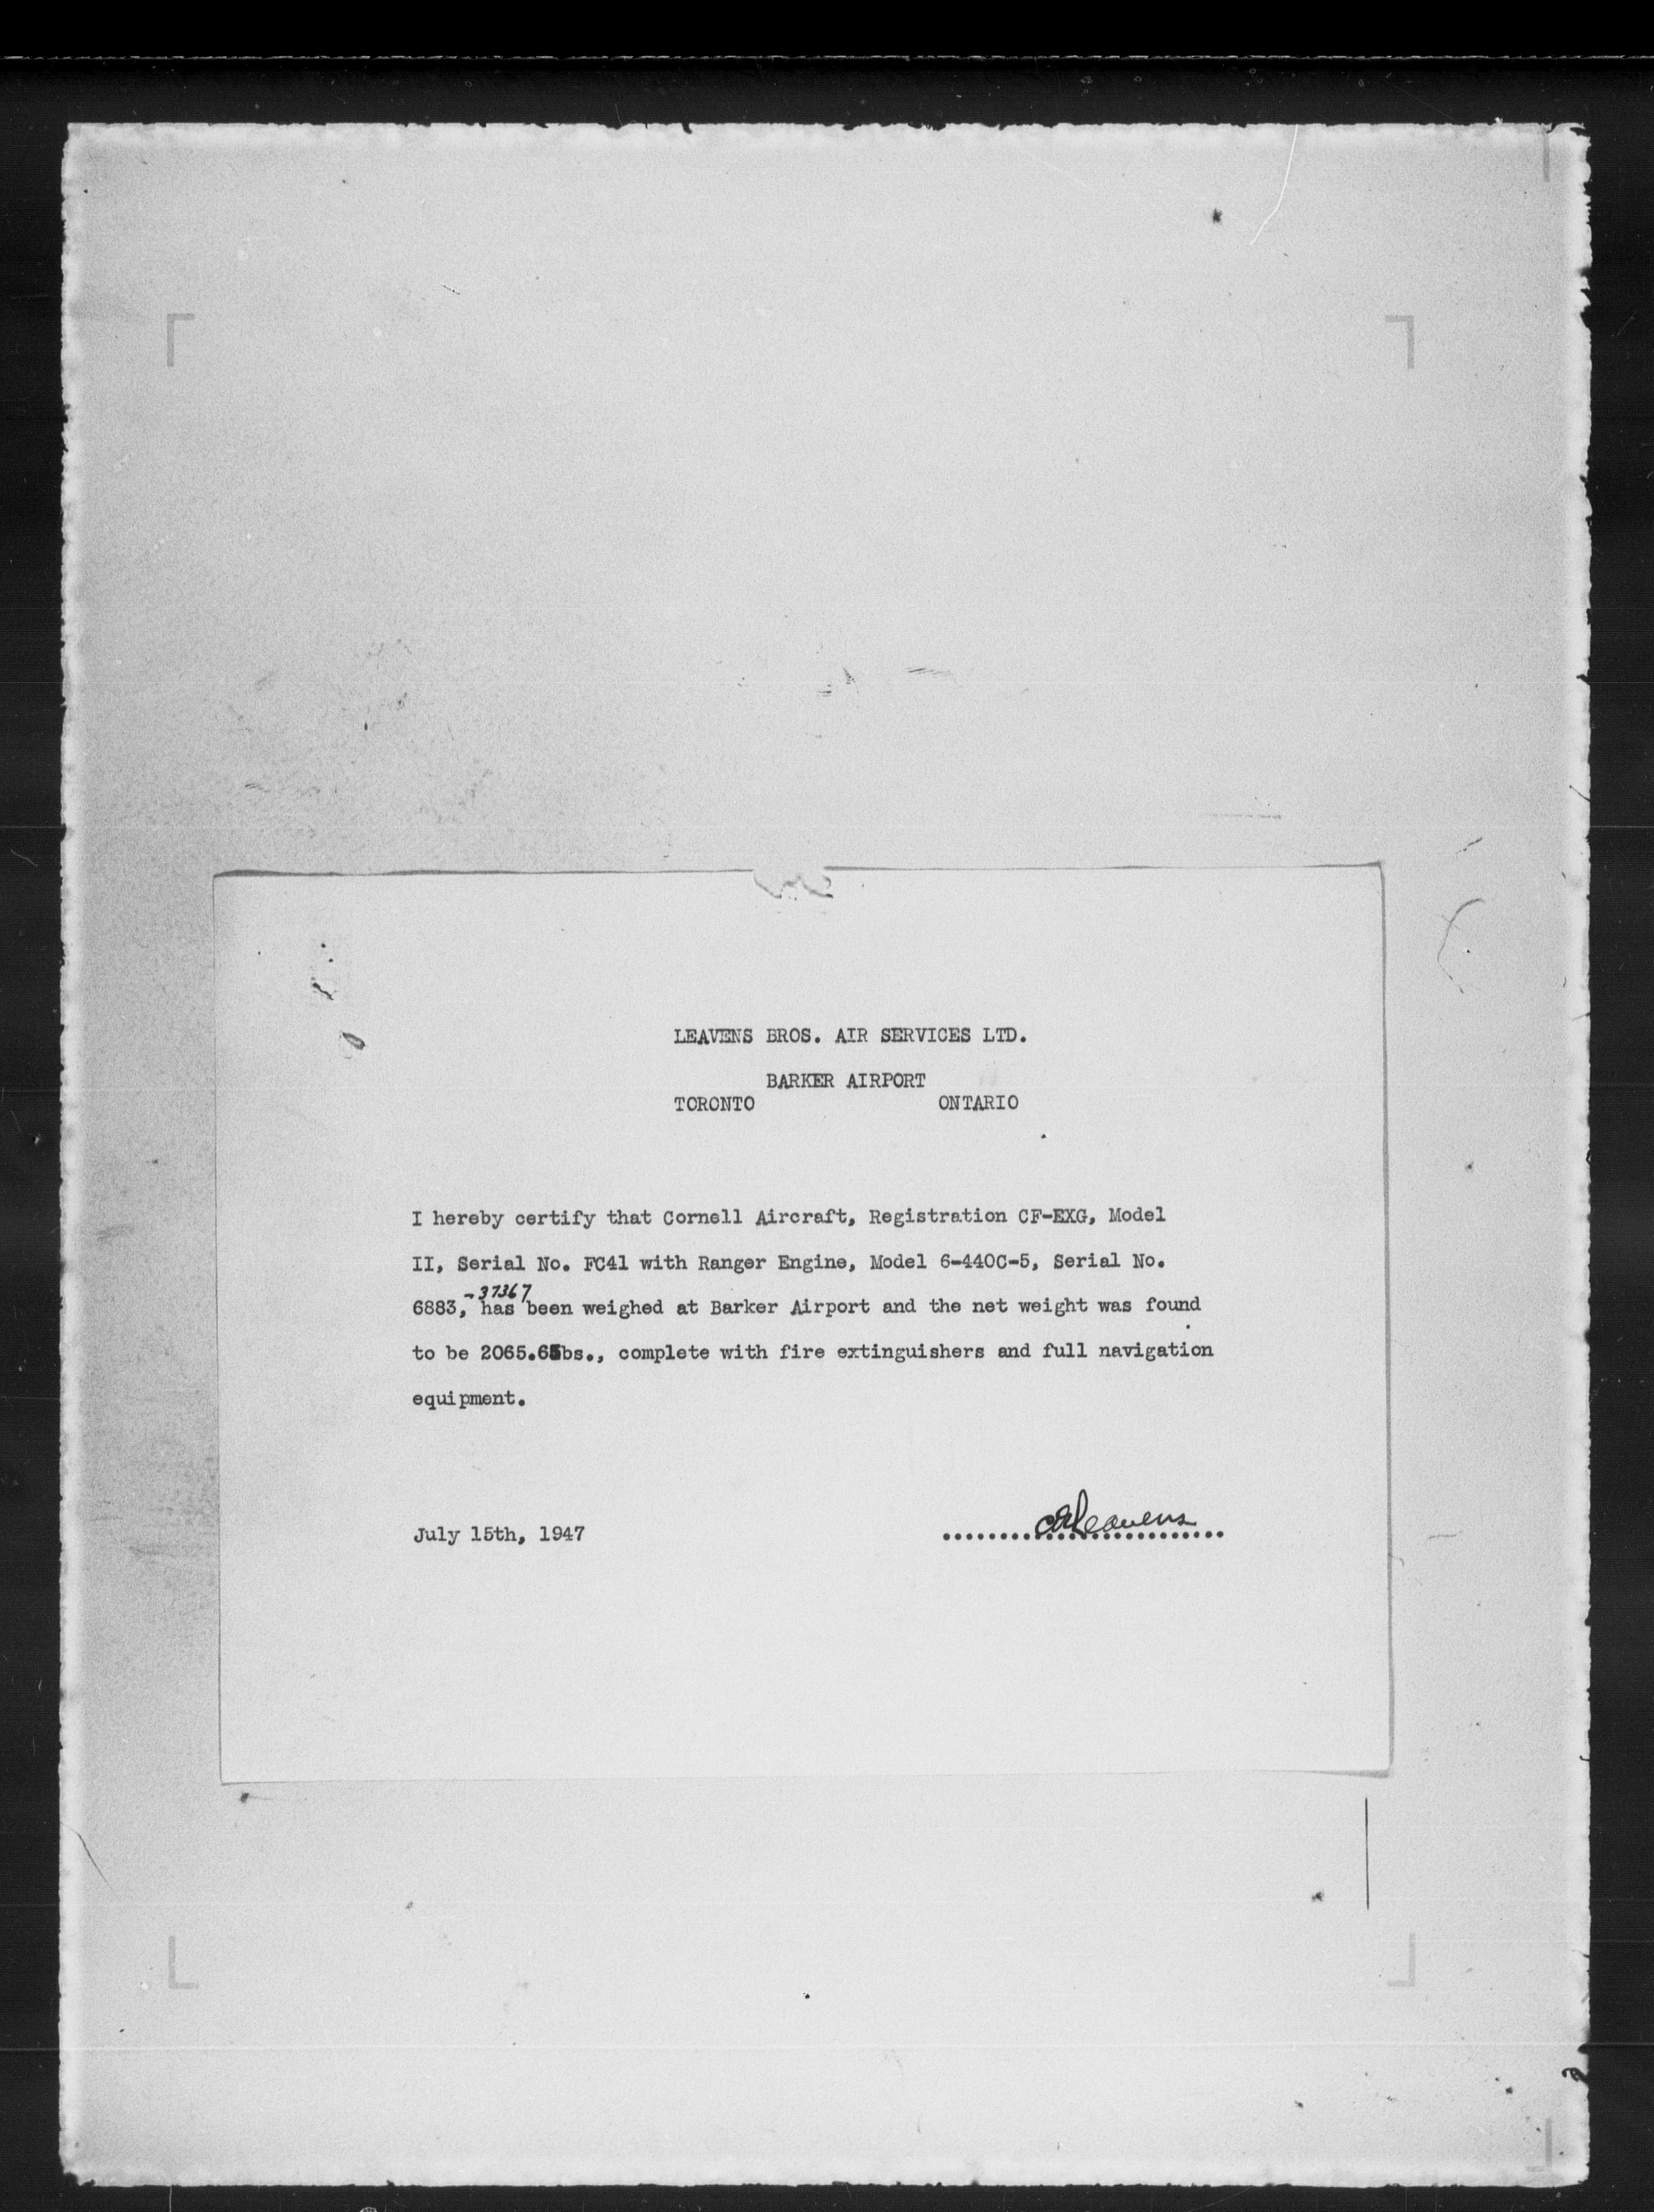 LEAVENS BROS. AIR SERVICES LTD.
BARKER AIRPORT
TORONTO ONTARIO
I hereby certify that Cornell Aircraft, Registration CF-EXG, Model
II, Serial No. FC41 with Ranger Engine, Model 6-440C-5, Serial No.
-37367
6883, has been weighed at Barker Airport and the net weight was found
to be 2065.65bs., complete with fire extinguishers and full navigation
equipment.
July 15th, 1947
CALeavens